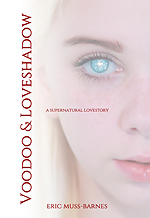 VOODOO & LOVESHADOW
A SUPERNATURAL LOVESTORY
ERIC MUSS-BARNES